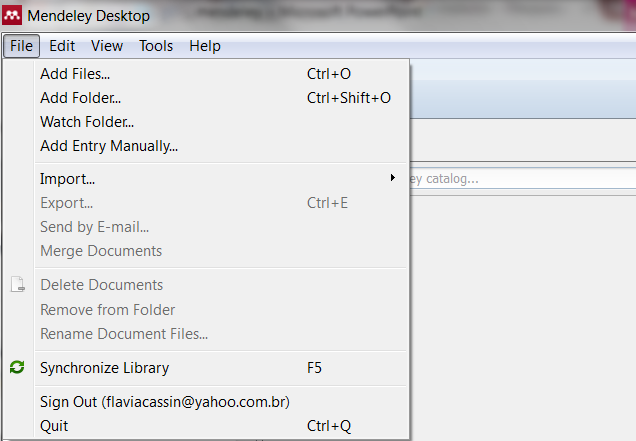 Mendeley Desktop
File Edit View Tools Help
Add Files... Ctrl+O
Add Folder... Ctrl+Shift+O
Watch Folder...
Add Entry Manually...
Import...
ey catalog...
Export... Ctrl+E
Send by E-mail...
Merge Documents
Delete Documents
Remove from Folder
Rename Document Files...
Synchronize Library F5
Sign Out (flaviacassin@yahoo.com.br)
Quit Ctrl+Q